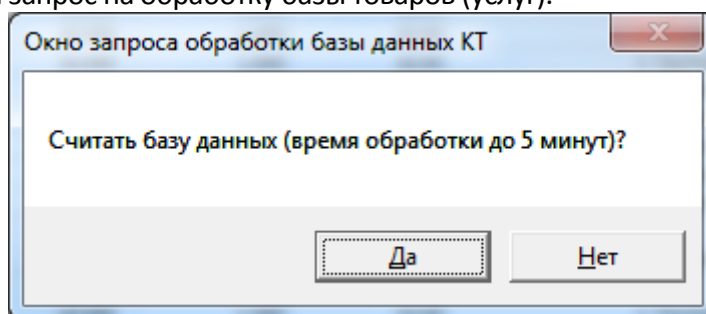 запрос на обработку базы товаров (услуг).
Окно запроса обработки базы данных КТ
Считать базу данных (время обработки до 5 минут)?
Да
Нет